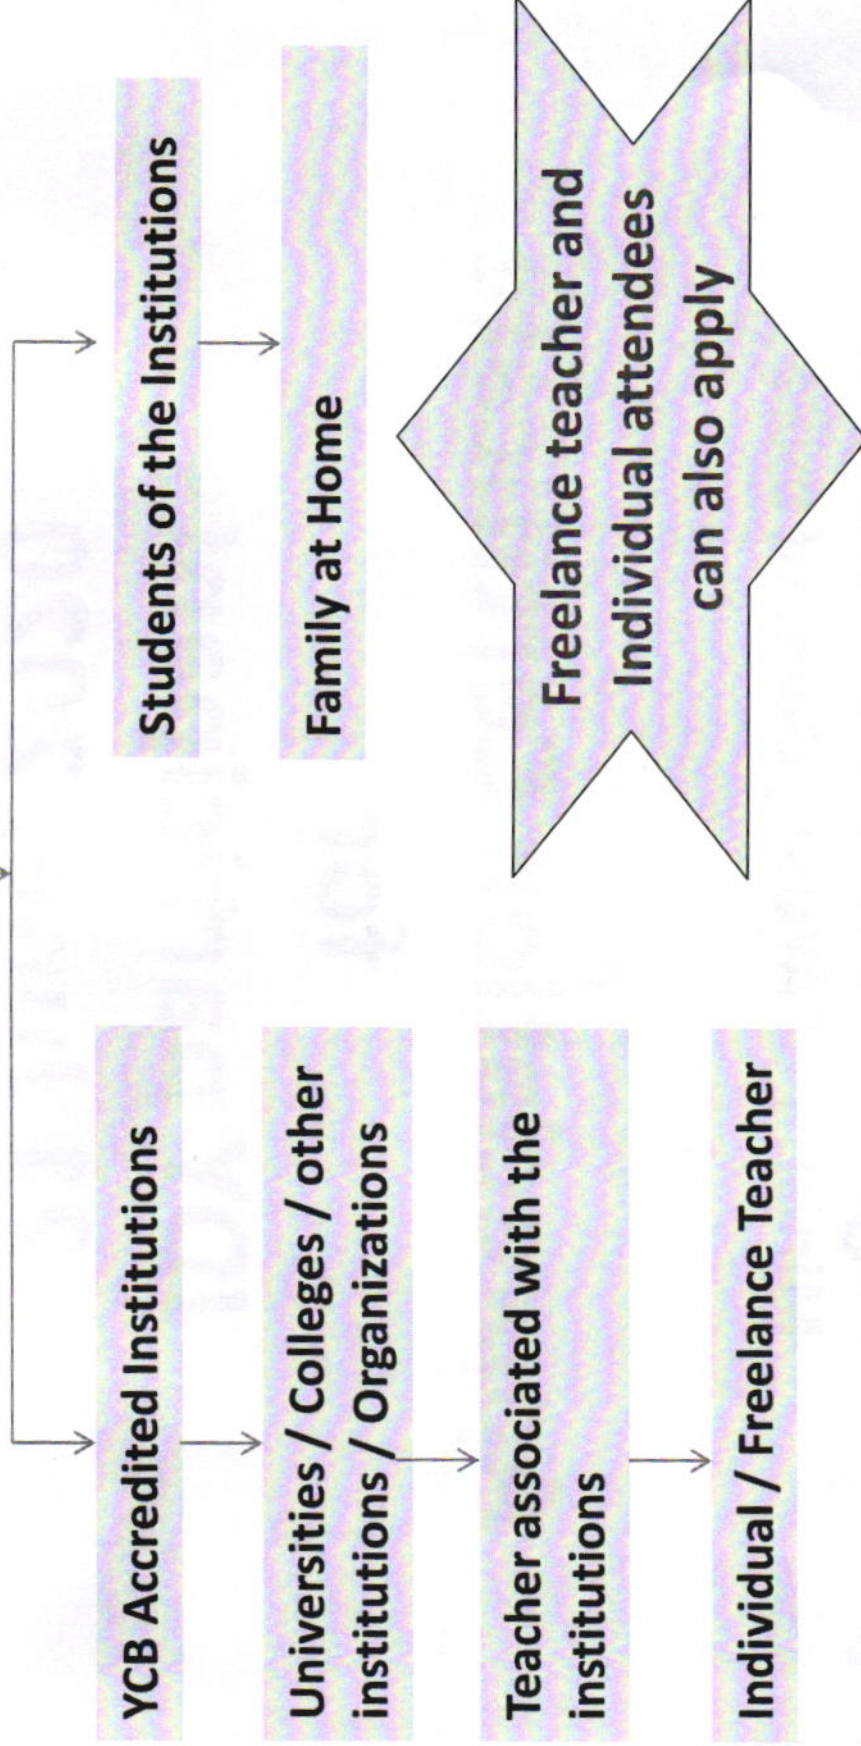 YCB Accredited Institutions
Universities / Colleges / other
institutions / Organizations
Teacher associated with the
institutions
Individual / Freelance Teacher
Students of the Institutions
Family at Home
Freelance teacher and
Individual attendees
can also apply